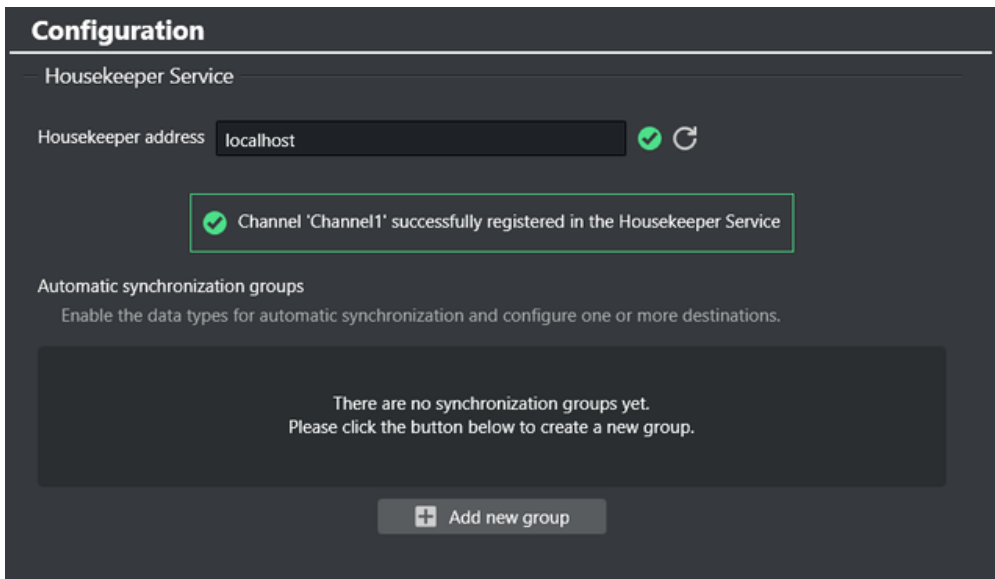 Configuration
Housekeeper Service
Housekeeper address localhost
Channel 'Channel1' successfully registered in the Housekeeper Service
Automatic synchronization groups
Enable the data types for automatic synchronization and configure one or more destinations.
There are no synchronization groups yet.
Please click the button below to create a new group.
Add new group